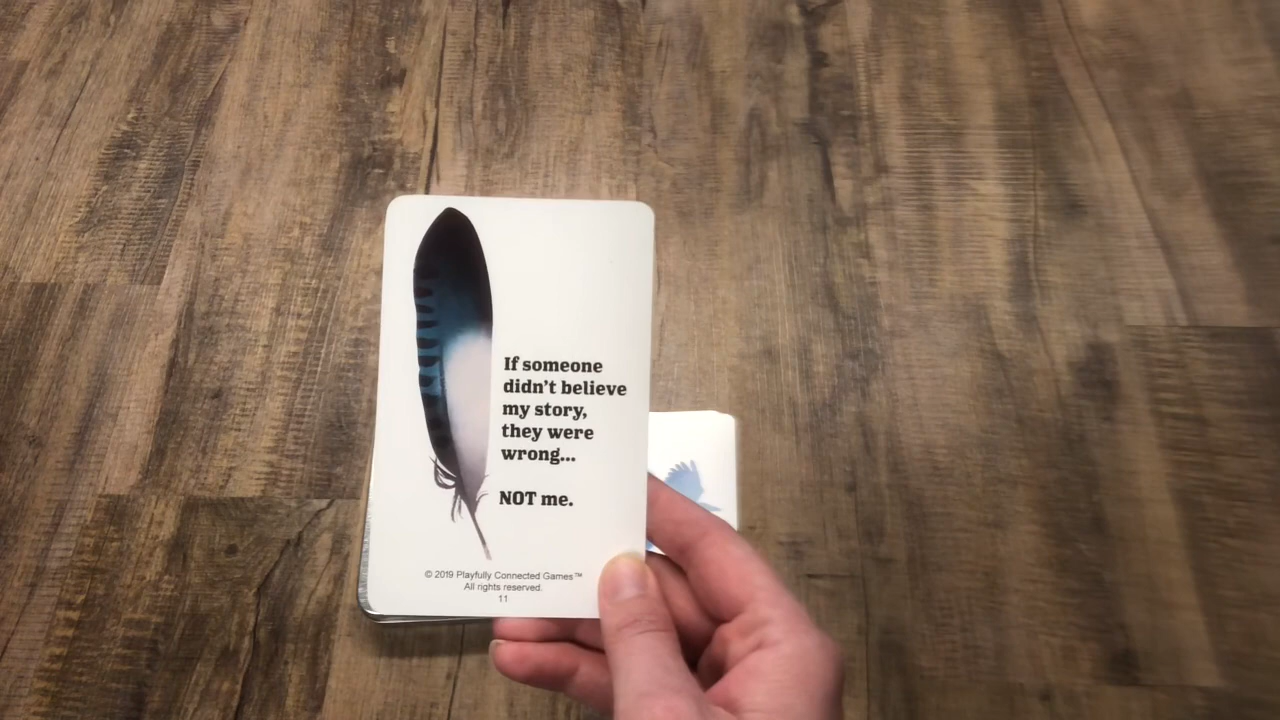 If someone
didn't believe
my story,
they were
wrong...
NOT me.
© 2019 Playfully Connected Games™
All rights reserved.
11